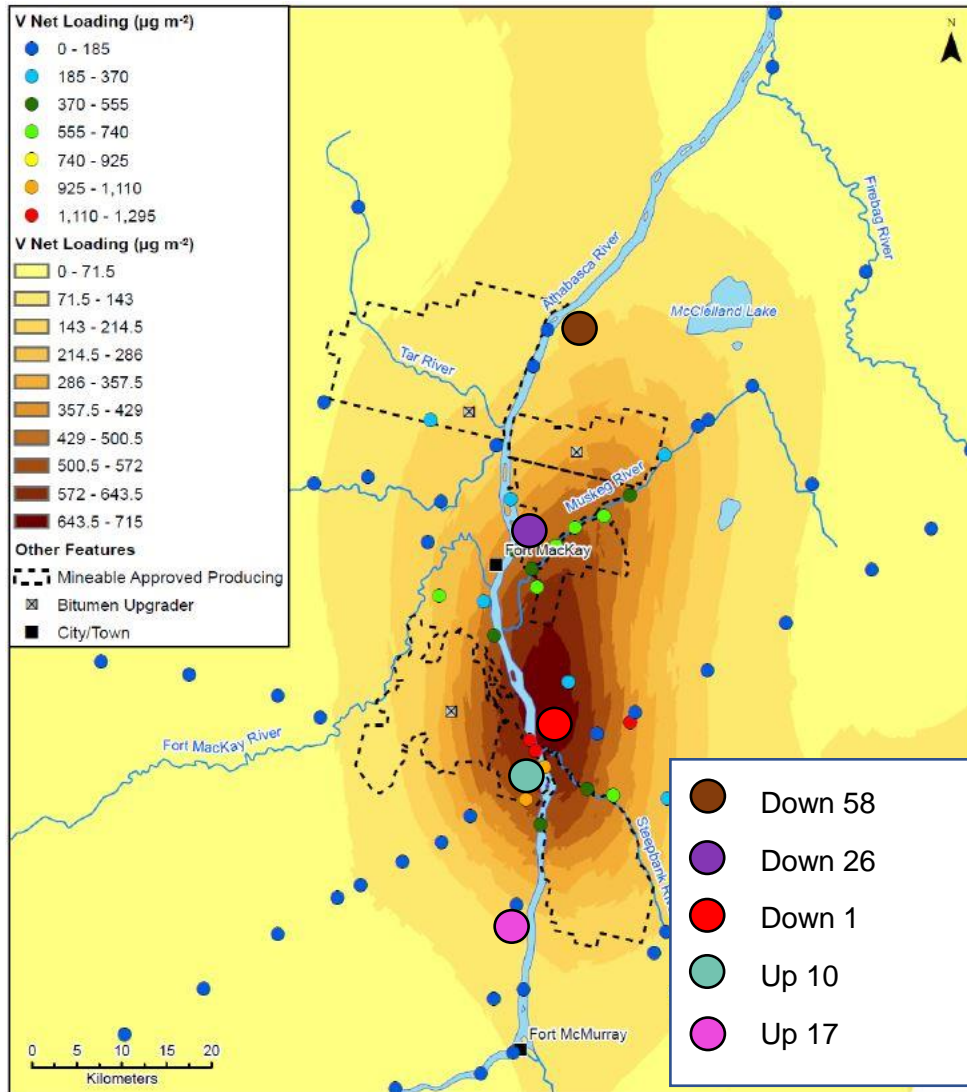 V Net Loading (µg m-2)
0 - 185
185 - 370
370 - 555
555 - 740
740 - 925
925 - 1,110
1,110 - 1,295
V Net Loading (µg m-2)
0 - 71.5
71.5 - 143
143 - 214.5
214.5 - 286
286 - 357.5
357.5 - 429
429 - 500.5
500.5 - 572
572 - 643.5
643.5 - 715
Other Features
Mineable Approved Producing
Bitumen Upgrader
City/Town
N
Firebag River
Athabasca River
McClelland Lake
Tar River
Muskeg River
Fort MacKay
Fort MacKay River
Steepbank
Fort McMurray
0 5 10 20
Kilometers
Down 58
Down 26
Down 1
Up 10
Up 17